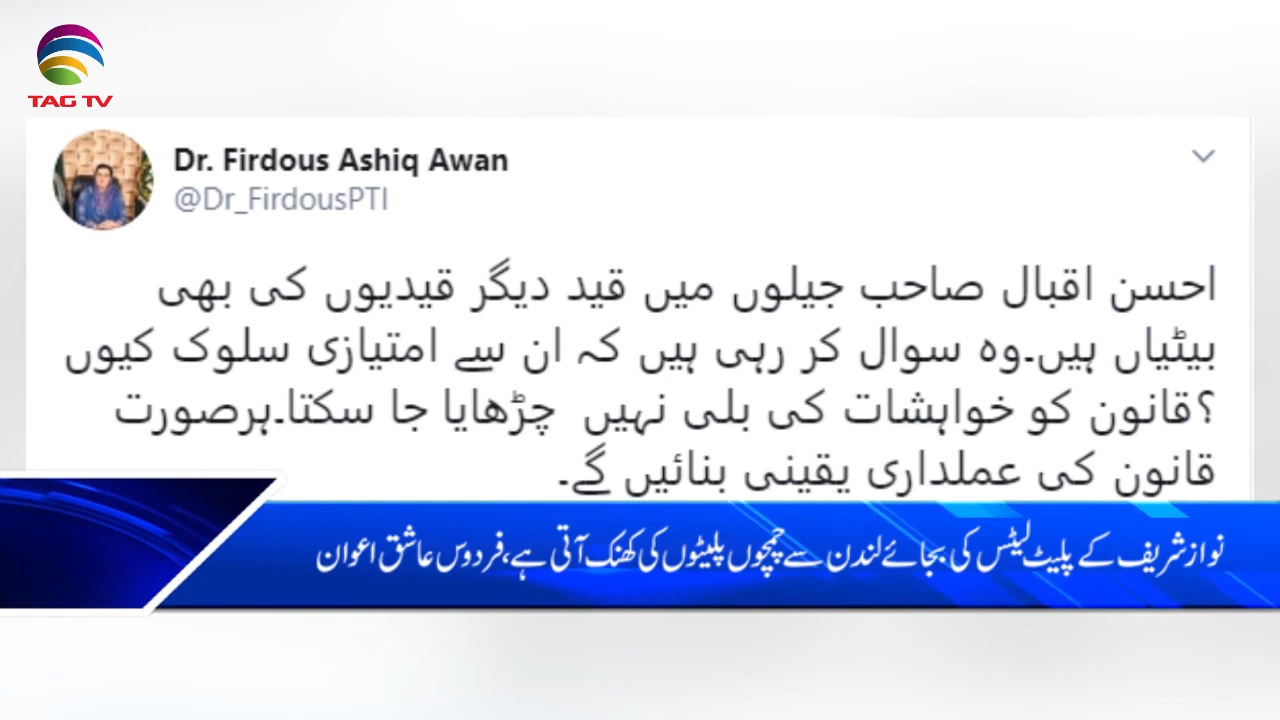 TAG TV
Dr. Firdous Ashiq Awan
@Dr_FirdousPTI
احسن اقبال صاحب جیلوں میں قید دیگر قیدیوں کی بھی
بیٹیاں ہیں۔وہ سوال کر رہی ہیں کہ ان سے امتیازی سلوک کیوں
؟قانون کو خواہشات کی بلی نہیں چڑھایا جا سکتا۔ہرصورت
قانون کی عملداری یقینی بنائیں گے۔
نواز شریف کے پلیٹ لیٹس کی بجائے لندن سے چمچوں پلیٹوں کی کھنک آتی ہے، فردوس عاشق اعوان